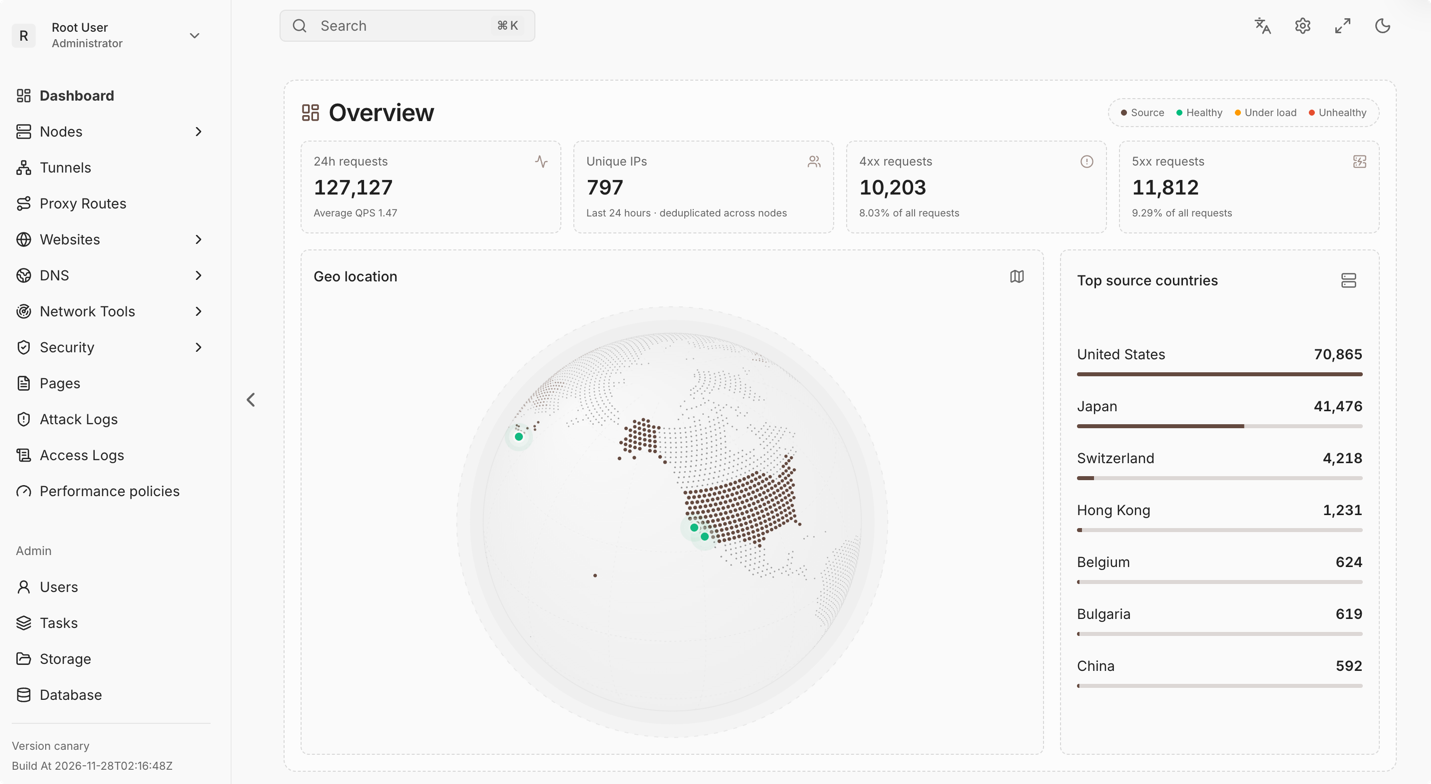 R
Root User
Administrator
Dashboard
Nodes
Tunnels
Proxy Routes
Websites
DNS
Network Tools
Security
Pages
Attack Logs
Access Logs
Performance policies
Admin
Users
Tasks
Storage
Database
Version canary
Build At 2026-11-28T02:16:48Z
Search ⌘K
Overview
Source Healthy Under load Unhealthy
24h requests
127,127
Average QPS 1.47
Unique IPs
797
Last 24 hours · deduplicated across nodes
4xx requests
10,203
8.03% of all requests
5xx requests
11,812
9.29% of all requests
Geo location
Top source countries
United States 70,865
Japan 41,476
Switzerland 4,218
Hong Kong 1,231
Belgium 624
Bulgaria 619
China 592